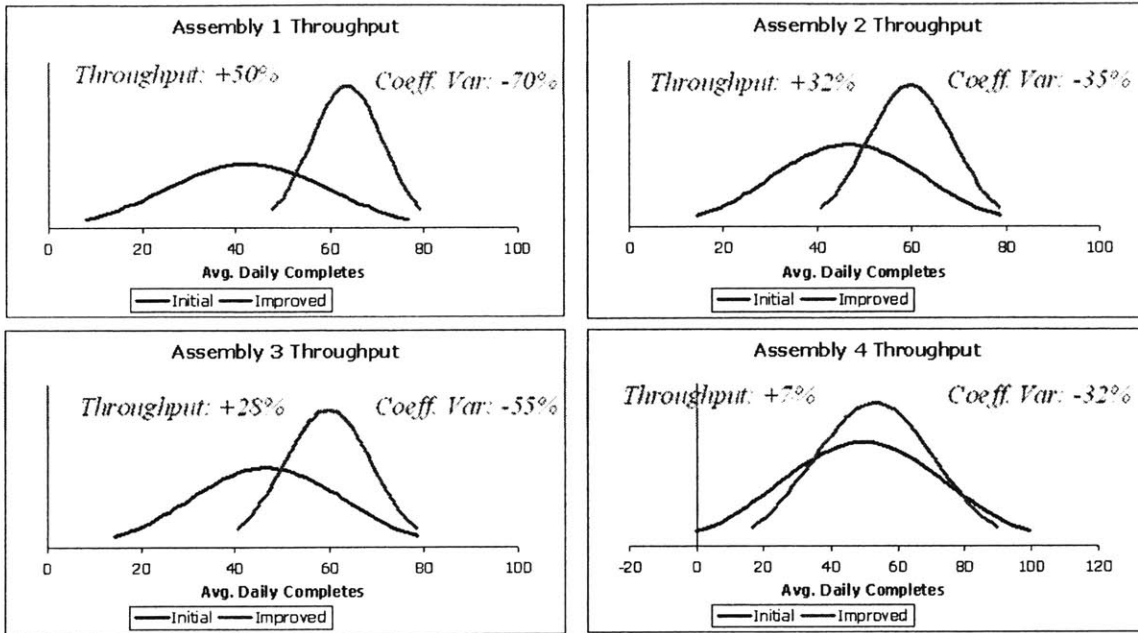 Assembly 1 Throughput
Throughput: +50%
Coeff. Var: -70%
0 20 40 60 80 100
Avg. Daily Completes
Initial Improved
Assembly 2 Throughput
Throughput: +32%
Coeff. Var: -35%
0 20 40 60 80 100
Avg. Daily Completes
Initial Improved
Assembly 3 Throughput
Throughput: +28%
Coeff. Var: -55%
0 20 40 60 80 100
Avg. Daily Completes
Initial Improved
Assembly 4 Throughput
Throughput: +7%
Coeff. Var: -32%
-20 0 20 40 60 80 100 120
Avg. Daily Completes
Initial Improved